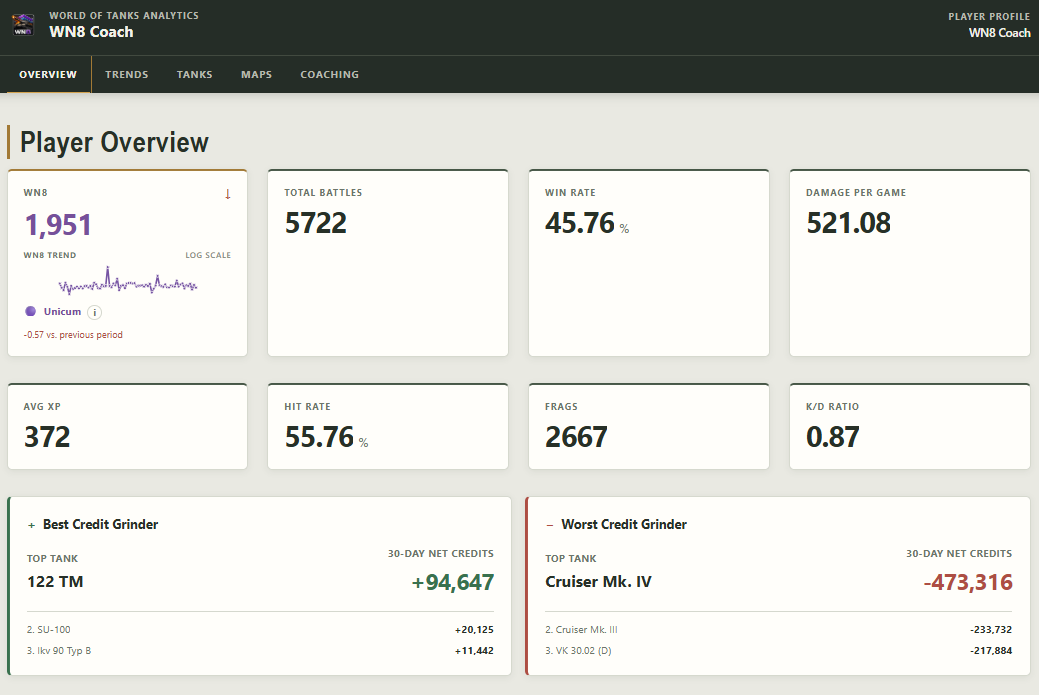 WORLD OF TANKS ANALYTICS
WN8 Coach
PLAYER PROFILE
WN8 Coach
OVERVIEW TRENDS TANKS MAPS COACHING
Player Overview
WN8 ↓
1,951
WN8 TREND LOG SCALE
Unicum i
-0.57 vs. previous period
TOTAL BATTLES
5722
WIN RATE
45.76 %
DAMAGE PER GAME
521.08
AVG XP
372
HIT RATE
55.76 %
FRAGS
2667
K/D RATIO
0.87
+ Best Credit Grinder
TOP TANK 30-DAY NET CREDITS
122 TM +94,647
2. SU-100 +20,125
3. Ikv 90 Typ B +11,442
– Worst Credit Grinder
TOP TANK 30-DAY NET CREDITS
Cruiser Mk. IV -473,316
2. Cruiser Mk. III -233,732
3. VK 30.02 (D) -217,884